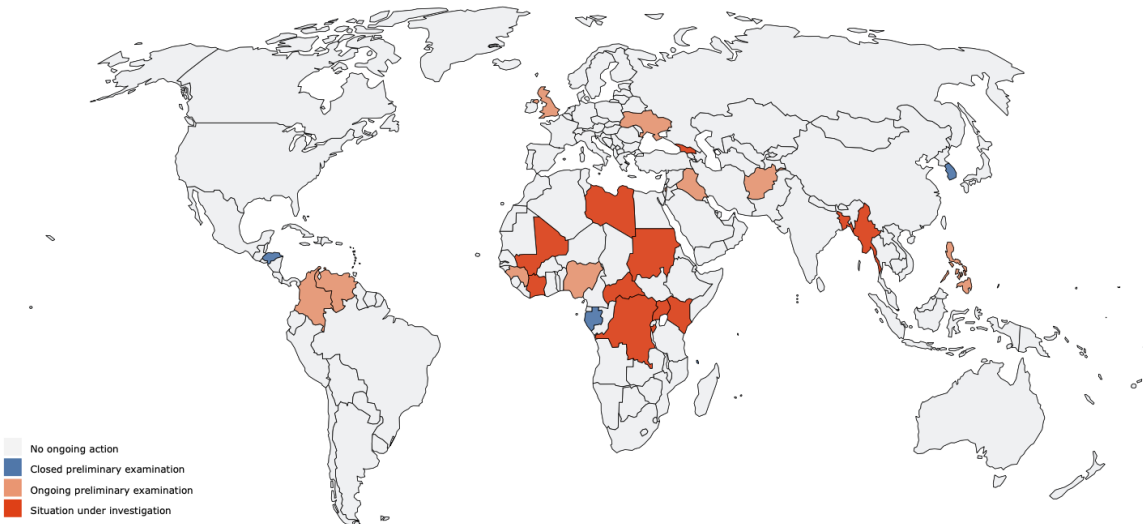 No ongoing action
Closed preliminary examination
Ongoing preliminary examination
Situation under investigation